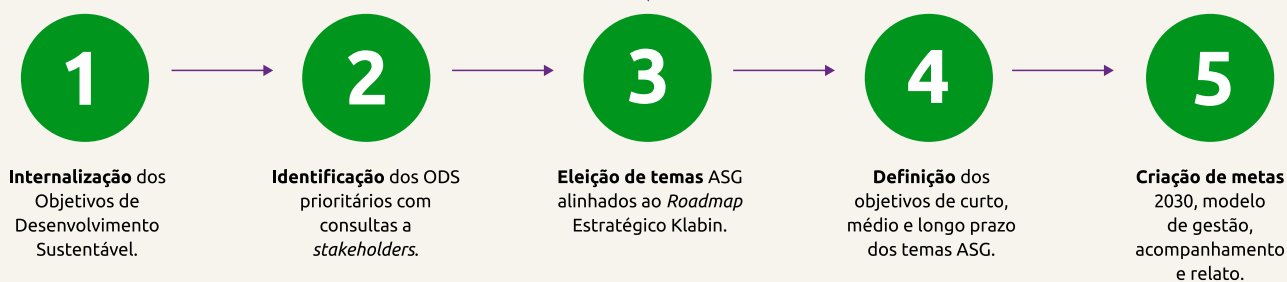 1
Internalização dos
Objetivos de
Desenvolvimento
Sustentável.
2
Identificação dos ODS
prioritários com
consultas a
stakeholders.
3
Eleição de temas ASG
alinhados ao Roadmap
Estratégico Klabin.
4
Definição dos
objetivos de curto,
médio e longo prazo
dos temas ASG.
5
Criação de metas
2030, modelo
de gestão,
acompanhamento
e relato.